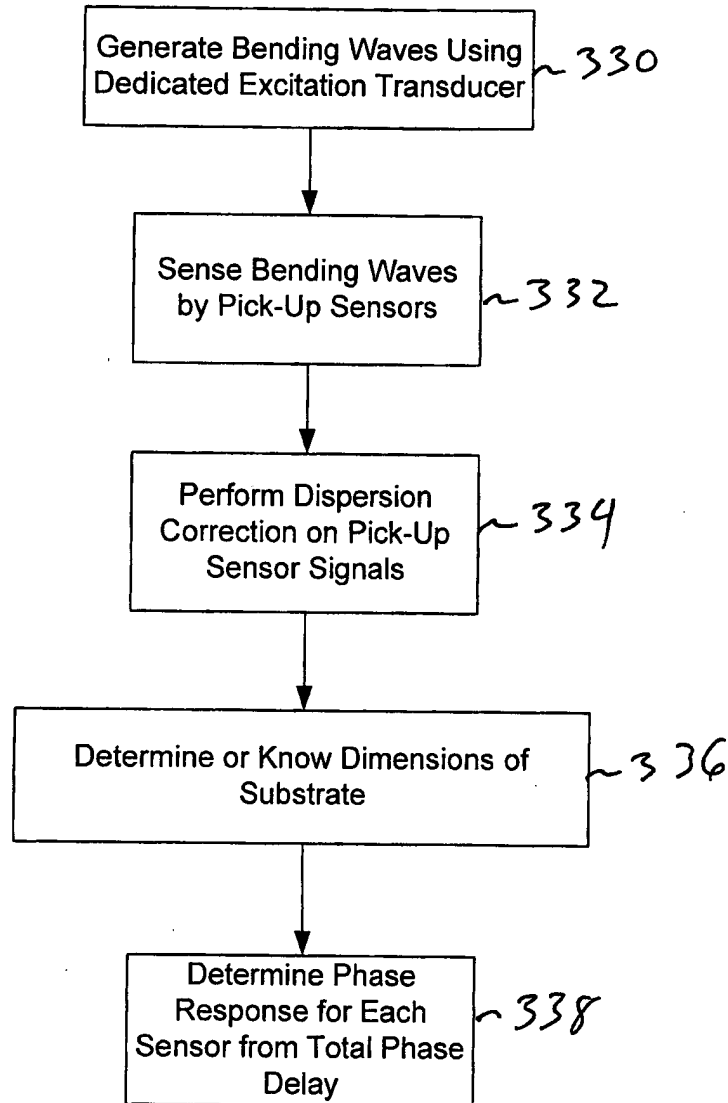 Generate Bending Waves Using
Dedicated Excitation Transducer
330
Sense Bending Waves
by Pick-Up Sensors
332
Perform Dispersion
Correction on Pick-Up
Sensor Signals
334
Determine or Know Dimensions of
Substrate
336
Determine Phase
Response for Each
Sensor from Total Phase
Delay
338